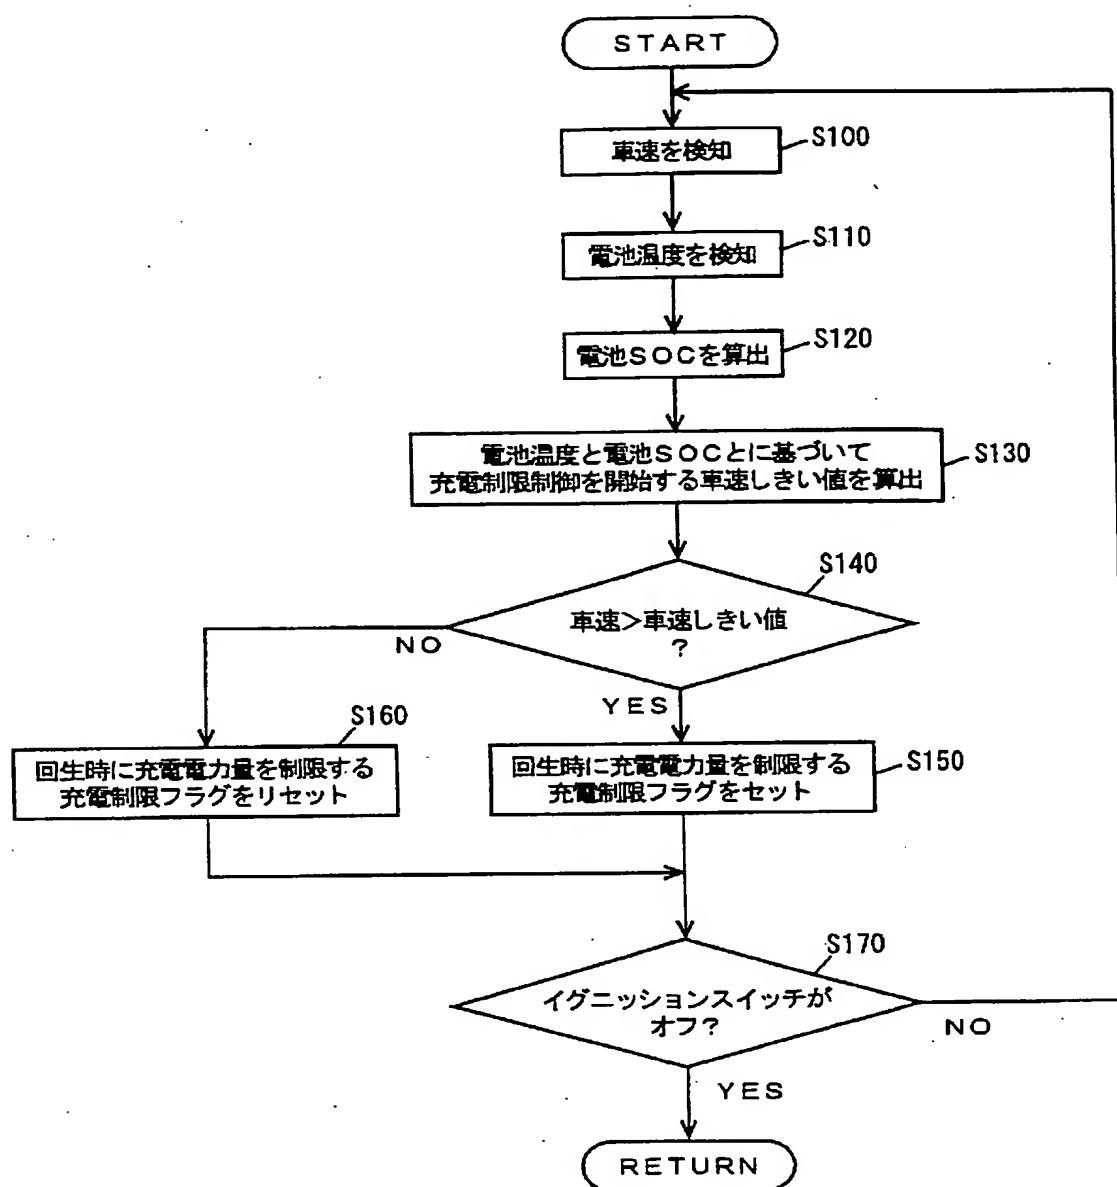 START
車速を検知
S100
電池温度を検知
S110
電池SOCを算出
S120
電池温度と電池SOCとに基づいて
充電制限制御を開始する車速しきい値を算出
S130
S140
車速>車速しきい値
?
NO
YES
S160
回生時に充電電力量を制限する
充電制限フラグをリセット
回生時に充電電力量を制限する
充電制限フラグをセット
S150
S170
イグニッションスイッチが
オフ?
NO
YES
RETURN